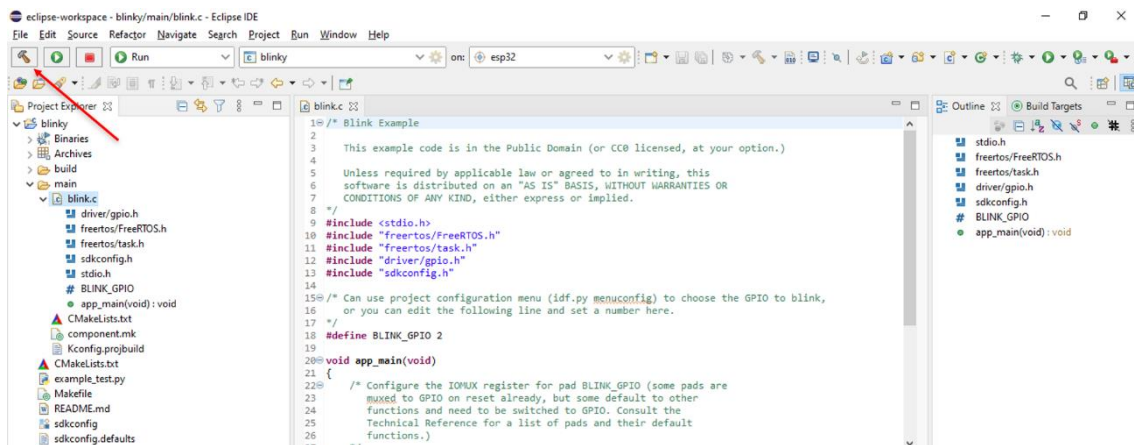 eclipse-workspace - blinky/main/blink.c - Eclipse IDE
File Edit Source Refactor Navigate Search Project Run Window Help
Run blinky on: esp32
Project Explorer
blink.c
Outline Build Targets
blinky
Binaries
Archives
build
main
blink.c
driver/gpio.h
freertos/FreeRTOS.h
freertos/task.h
sdkconfig.h
stdio.h
# BLINK_GPIO
app_main(void) : void
CMakeLists.txt
component.mk
Kconfig.projbuild
CMakeLists.txt
example_test.py
Makefile
README.md
sdkconfig
sdkconfig.defaults
1 /* Blink Example
2
3 This example code is in the Public Domain (or CC0 licensed, at your option.)
4
5 Unless required by applicable law or agreed to in writing, this
6 software is distributed on an "AS IS" BASIS, WITHOUT WARRANTIES OR
7 CONDITIONS OF ANY KIND, either express or implied.
8 */
9 #include <stdio.h>
10 #include "freertos/FreeRTOS.h"
11 #include "freertos/task.h"
12 #include "driver/gpio.h"
13 #include "sdkconfig.h"
14
15 /* Can use project configuration menu (idf.py menuconfig) to choose the GPIO to blink,
16 or you can edit the following line and set a number here.
17 */
18 #define BLINK_GPIO 2
19
20 void app_main(void)
21 {
22 /* Configure the IOMUX register for pad BLINK_GPIO (some pads are
23 muxed to GPIO on reset already, but some default to other
24 functions and need to be switched to GPIO. Consult the
25 Technical Reference for a list of pads and their default
26 functions.)
stdio.h
freertos/FreeRTOS.h
freertos/task.h
driver/gpio.h
sdkconfig.h
# BLINK_GPIO
app_main(void) : void